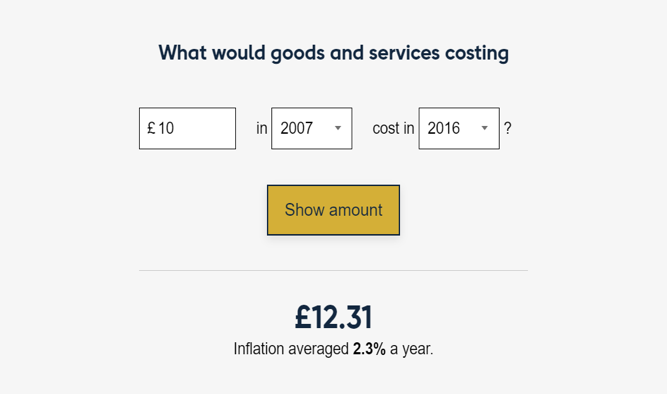 What would goods and services costing
£ 10 in 2007 cost in 2016 ?
Show amount
£12.31
Inflation averaged 2.3% a year.